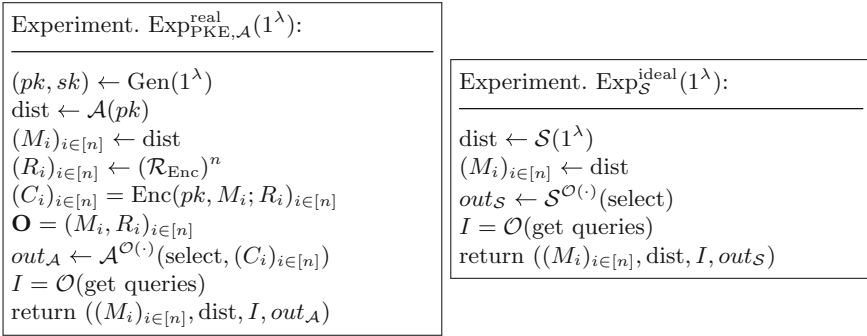 Experiment. Exp^{real}_{PKE,𝒜}(1^λ):
(pk, sk) ← Gen(1^λ)
dist ← 𝒜(pk)
(M_i)_{i∈[n]} ← dist
(R_i)_{i∈[n]} ← (ℛ_{Enc})^n
(C_i)_{i∈[n]} = Enc(pk, M_i; R_i)_{i∈[n]}
𝐎 = (M_i, R_i)_{i∈[n]}
out_𝒜 ← 𝒜^{𝒪(·)}(select, (C_i)_{i∈[n]})
I = 𝒪(get queries)
return ((M_i)_{i∈[n]}, dist, I, out_𝒜)
Experiment. Exp^{ideal}_𝒮(1^λ):
dist ← 𝒮(1^λ)
(M_i)_{i∈[n]} ← dist
out_𝒮 ← 𝒮^{𝒪(·)}(select)
I = 𝒪(get queries)
return ((M_i)_{i∈[n]}, dist, I, out_𝒮)